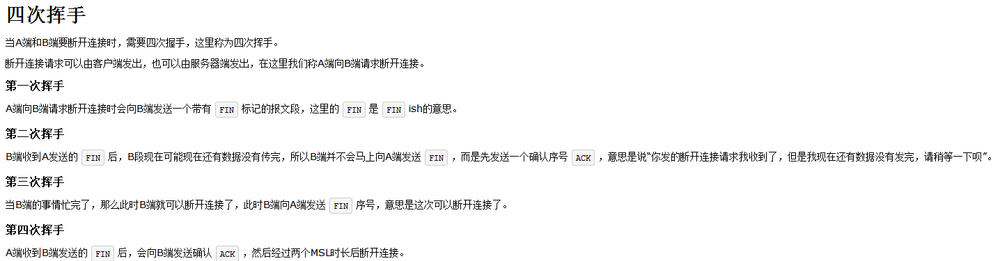 四次挥手
当A端和B端要断开连接时，需要四次握手，这里称为四次挥手。
断开连接请求可以由客户端发出，也可以由服务器端发出，在这里我们称A端向B端请求断开连接。
第一次挥手
A端向B端请求断开连接时会向B端发送一个带有 FIN 标记的报文段，这里的 FIN 是 FIN ish的意思。
第二次挥手
B端收到A发送的 FIN 后，B段现在可能现在还有数据没有传完，所以B端并不会马上向A端发送 FIN ，而是先发送一个确认序号 ACK ，意思是说“你发的断开连接请求我收到了，但是我现在还有数据没有发完，请稍等一下呗”。
第三次挥手
当B端的事情忙完了，那么此时B端就可以断开连接了，此时B端向A端发送 FIN 序号，意思是这次可以断开连接了。
第四次挥手
A端收到B端发送的 FIN 后，会向B端发送确认 ACK ，然后经过两个MSL时长后断开连接。